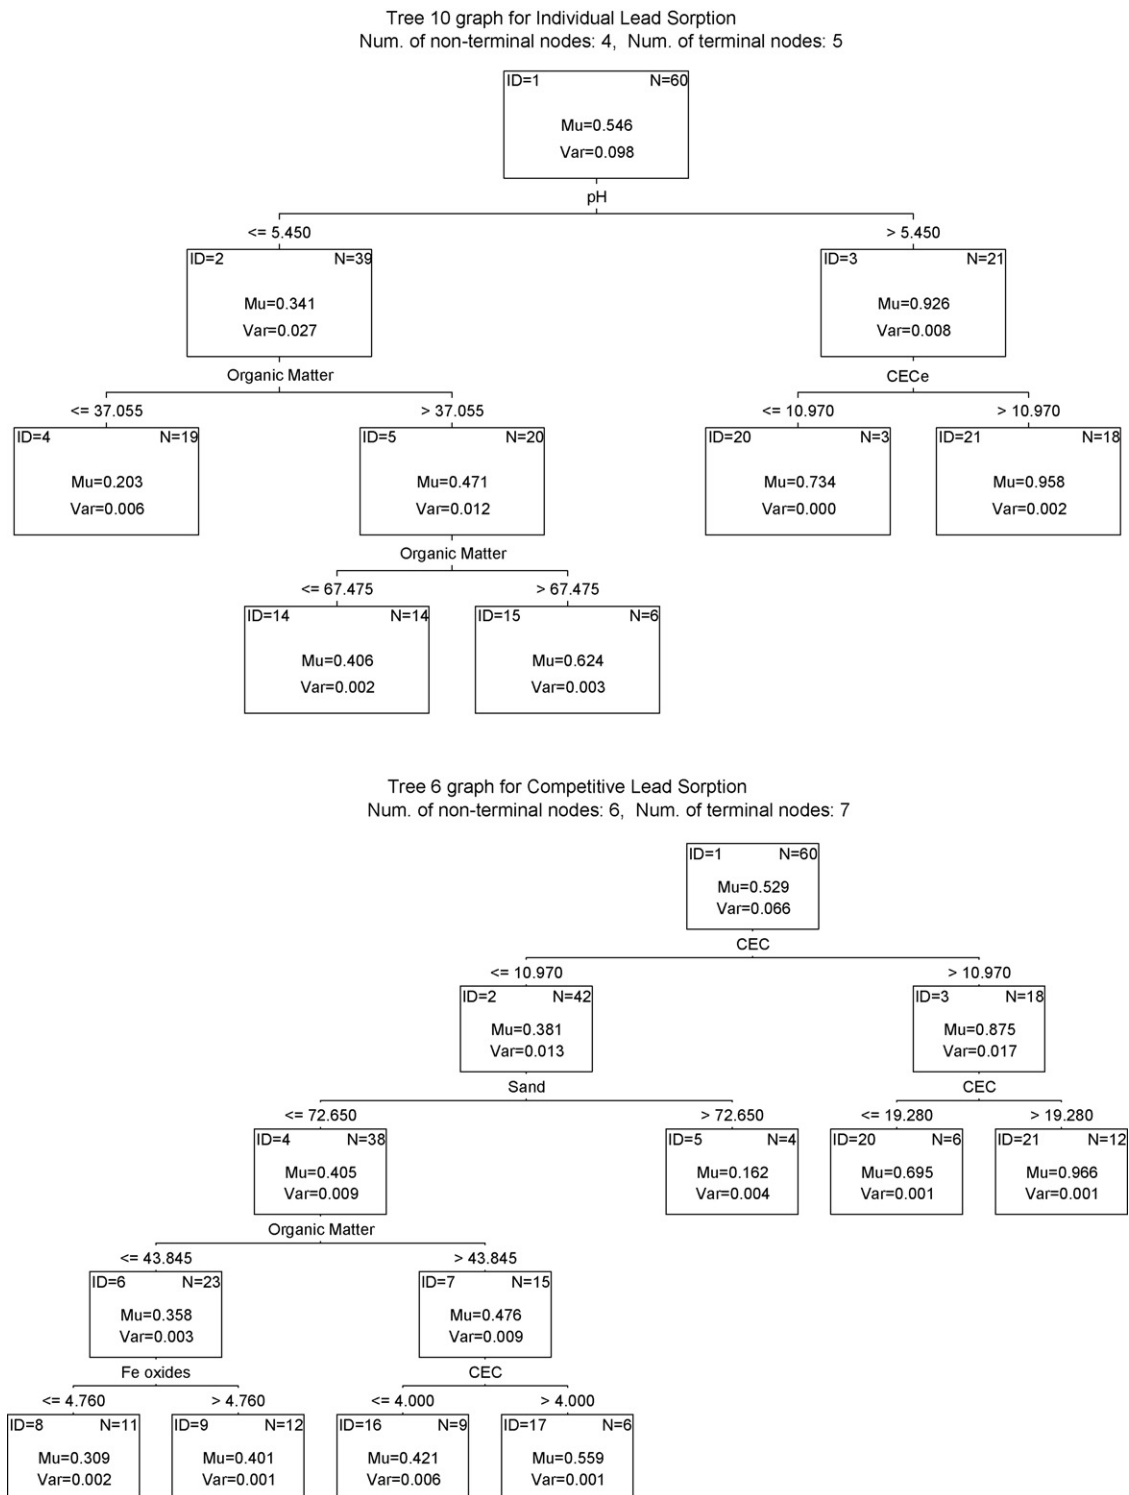 Tree 10 graph for Individual Lead Sorption
Num. of non-terminal nodes: 4,  Num. of terminal nodes: 5
ID=1 N=60
Mu=0.546
Var=0.098
pH
<= 5.450 > 5.450
ID=2 N=39 ID=3 N=21
Mu=0.341 Mu=0.926
Var=0.027 Var=0.008
Organic Matter CECe
<= 37.055 > 37.055 <= 10.970 > 10.970
ID=4 N=19 ID=5 N=20 ID=20 N=3 ID=21 N=18
Mu=0.203 Mu=0.471 Mu=0.734 Mu=0.958
Var=0.006 Var=0.012 Var=0.000 Var=0.002
Organic Matter
<= 67.475 > 67.475
ID=14 N=14 ID=15 N=6
Mu=0.406 Mu=0.624
Var=0.002 Var=0.003
Tree 6 graph for Competitive Lead Sorption
Num. of non-terminal nodes: 6,  Num. of terminal nodes: 7
ID=1 N=60
Mu=0.529
Var=0.066
CEC
<= 10.970 > 10.970
ID=2 N=42 ID=3 N=18
Mu=0.381 Mu=0.875
Var=0.013 Var=0.017
Sand CEC
<= 72.650 > 72.650 <= 19.280 > 19.280
ID=4 N=38 ID=5 N=4 ID=20 N=6 ID=21 N=12
Mu=0.405 Mu=0.162 Mu=0.695 Mu=0.966
Var=0.009 Var=0.004 Var=0.001 Var=0.001
Organic Matter
<= 43.845 > 43.845
ID=6 N=23 ID=7 N=15
Mu=0.358 Mu=0.476
Var=0.003 Var=0.009
Fe oxides CEC
<= 4.760 > 4.760 <= 4.000 > 4.000
ID=8 N=11 ID=9 N=12 ID=16 N=9 ID=17 N=6
Mu=0.309 Mu=0.401 Mu=0.421 Mu=0.559
Var=0.002 Var=0.001 Var=0.006 Var=0.001